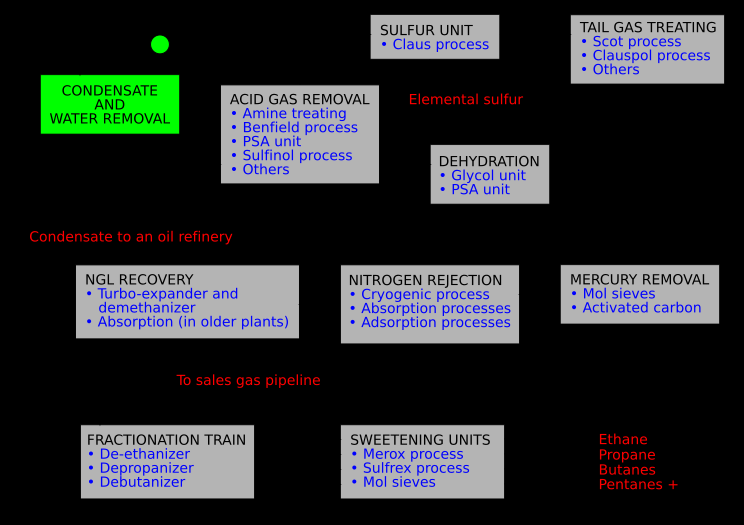 SULFUR UNIT
• Claus process
TAIL GAS TREATING
• Scot process
• Clauspol process
• Others
CONDENSATE
AND
WATER REMOVAL
ACID GAS REMOVAL
• Amine treating
• Benfield process
• PSA unit
• Sulfinol process
• Others
Elemental sulfur
DEHYDRATION
• Glycol unit
• PSA unit
Condensate to an oil refinery
NGL RECOVERY
• Turbo-expander and
demethanizer
• Absorption (in older plants)
NITROGEN REJECTION
• Cryogenic process
• Absorption processes
• Adsorption processes
MERCURY REMOVAL
• Mol sieves
• Activated carbon
To sales gas pipeline
FRACTIONATION TRAIN
• De-ethanizer
• Depropanizer
• Debutanizer
SWEETENING UNITS
• Merox process
• Sulfrex process
• Mol sieves
Ethane
Propane
Butanes
Pentanes +